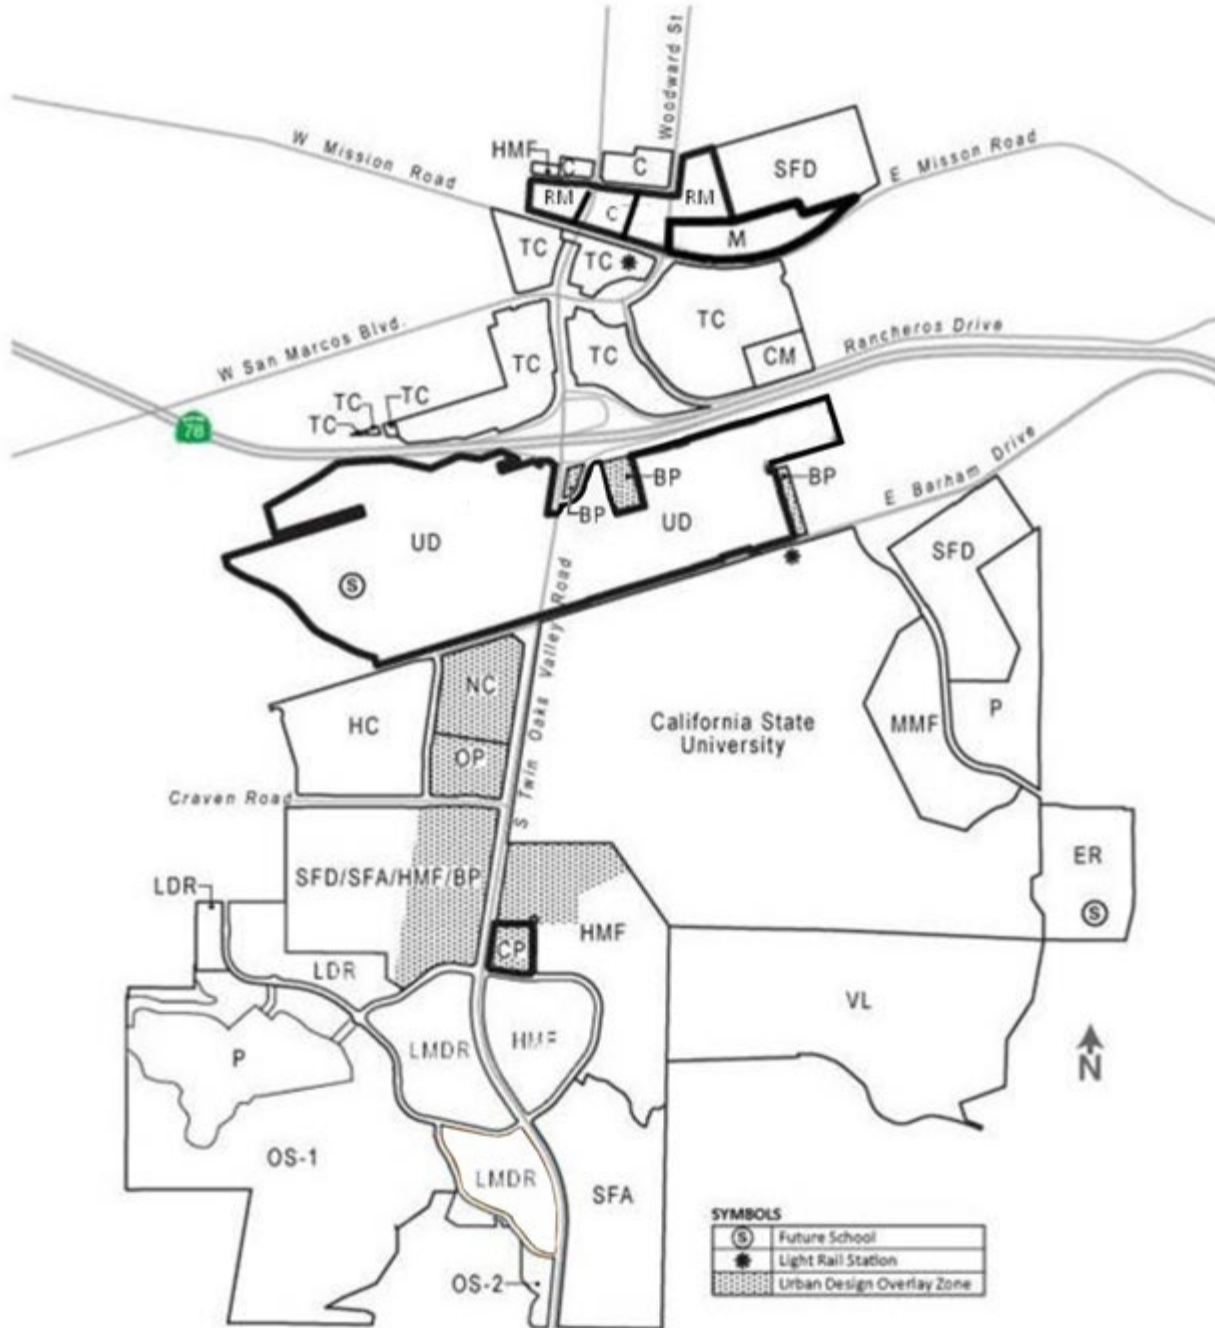 Woodward St
W Mission Road
HMF
C
C
SFD
E Misson Road
RM
C
RM
M
TC
TC
TC
W San Marcos Blvd.
TC
TC
CM
Rancheros Drive
TC
TC
TC
78
BP
BP
BP
E Barham Drive
UD
UD
S
SFD
S Twin Oaks Valley Road
NC
HC
OP
California State
University
MMF
P
Craven Road
SFD/SFA/HMF/BP
ER
S
LDR
HMF
CP
LDR
VL
P
LMDR
HMF
N
OS-1
LMDR
SFA
OS-2
SYMBOLS
S Future School
Light Rail Station
Urban Design Overlay Zone